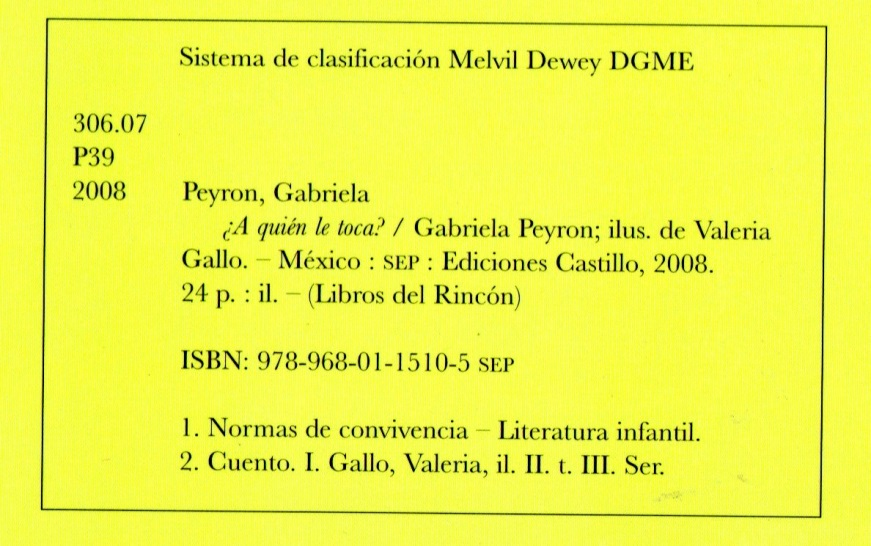 Sistema de clasificación Melvil Dewey DGME
306.07
P39
2008 Peyron, Gabriela
¿A quién le toca? / Gabriela Peyron; ilus. de Valeria
Gallo. – México : SEP : Ediciones Castillo, 2008.
24 p. : il. – (Libros del Rincón)
ISBN: 978-968-01-1510-5 SEP
1. Normas de convivencia – Literatura infantil.
2. Cuento. I. Gallo, Valeria, il. II. t. III. Ser.